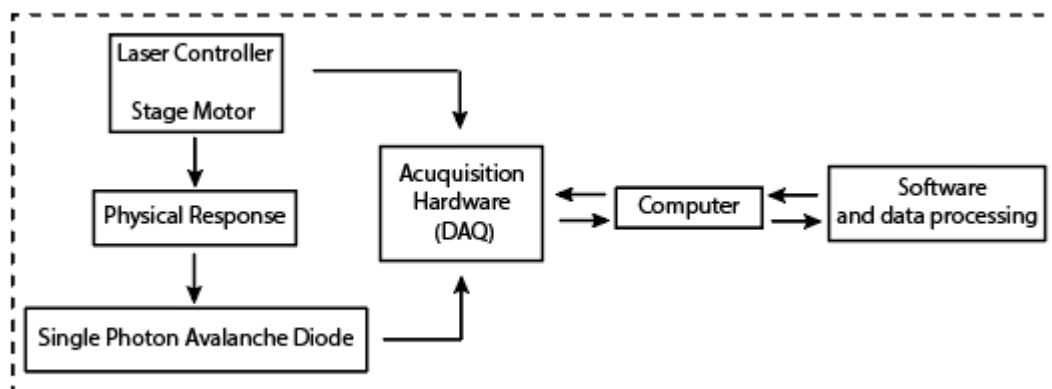 Laser Controller
Stage Motor
Physical Response
Single Photon Avalanche Diode
Acuquisition
Hardware
(DAQ)
Computer
Software
and data processing